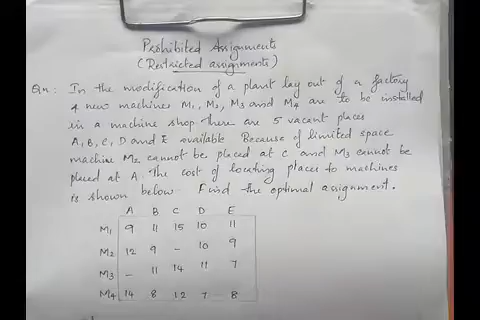 Prohibited Assignments
(Restricted assignments)
Qn: In the modification of a plant lay out of a factory
4 new machines M1, M2, M3 and M4 are to be installed
in a machine shop There are 5 vacant places
A, B, C, D and E available Because of limited space
machine M2 cannot be placed at C and M3 cannot be
placed at A. The cost of locating places to machines
is shown below Find the optimal assignment.
A B C D E
M1 9 11 15 10 11
M2 12 9 - 10 9
M3 - 11 14 11 7
M4 14 8 12 7 8